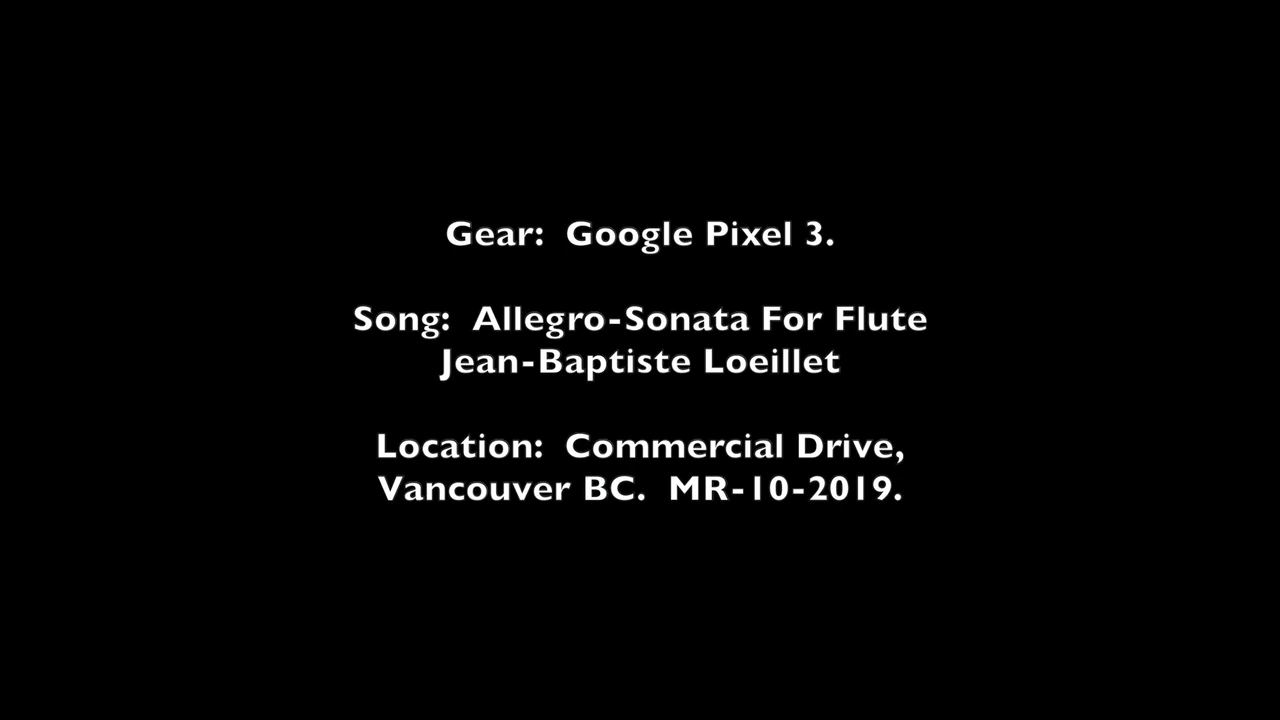 Gear:  Google Pixel 3.
Song:  Allegro-Sonata For Flute
Jean-Baptiste Loeillet
Location:  Commercial Drive,
Vancouver BC.  MR-10-2019.